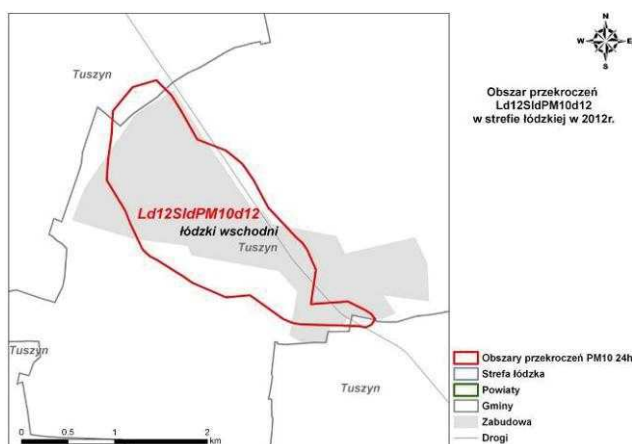 Tuszyn
N
W E
S
Obszar przekroczeń
Ld12SldPM10d12
w strefie łódzkiej w 2012r.
Ld12SldPM10d12
łódzki wschodni
Tuszyn
Tuszyn
Tuszyn
0 0.5 1 2
km
Obszary przekroczeń PM10 24h
Strefa łódzka
Powiaty
Gminy
Zabudowa
Drogi